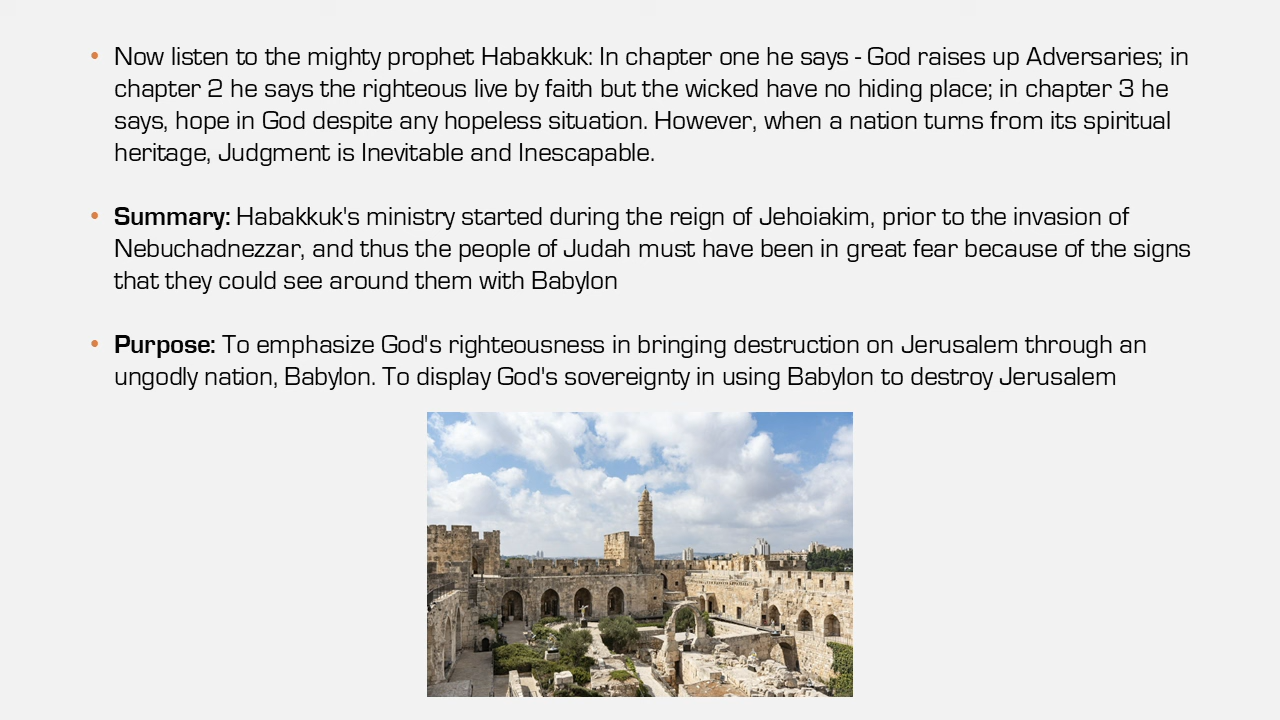 • Now listen to the mighty prophet Habakkuk: In chapter one he says - God raises up Adversaries; in
chapter 2 he says the righteous live by faith but the wicked have no hiding place; in chapter 3 he
says, hope in God despite any hopeless situation. However, when a nation turns from its spiritual
heritage, Judgment is Inevitable and Inescapable.
• Summary: Habakkuk's ministry started during the reign of Jehoiakim, prior to the invasion of
Nebuchadnezzar, and thus the people of Judah must have been in great fear because of the signs
that they could see around them with Babylon
• Purpose: To emphasize God's righteousness in bringing destruction on Jerusalem through an
ungodly nation, Babylon. To display God's sovereignty in using Babylon to destroy Jerusalem